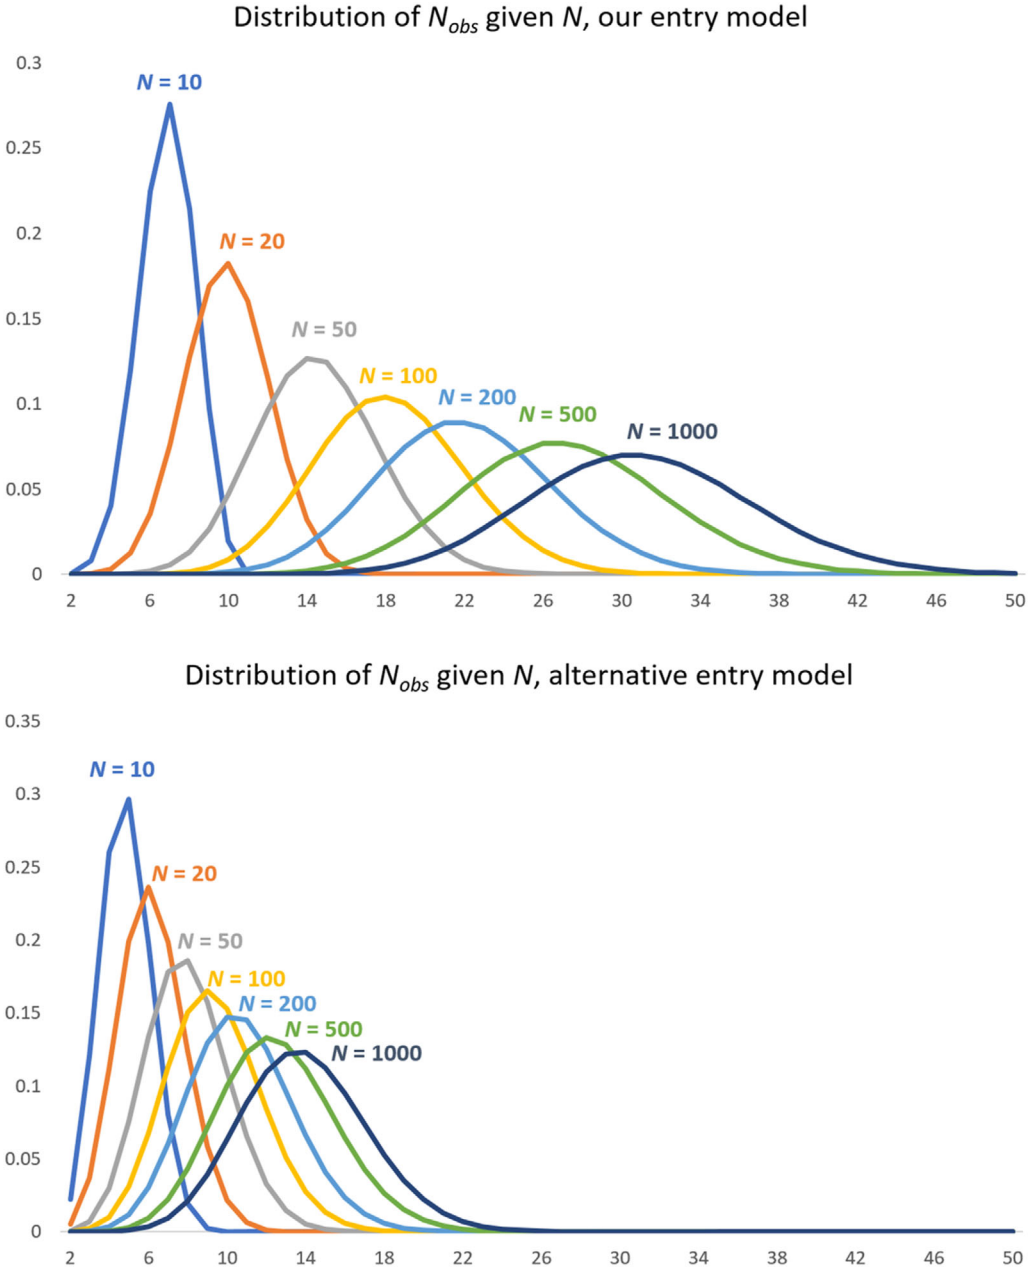 Distribution of Nobs given N, our entry model
0.3
N = 10
0.25
N = 20
0.2
0.15
N = 50
N = 100
0.1
N = 200
N = 500
N = 1000
0.05
0
2 6 10 14 18 22 26 30 34 38 42 46 50
Distribution of Nobs given N, alternative entry model
0.35
N = 10
0.3
0.25
N = 20
0.2
N = 50
N = 100
0.15
N = 200
N = 500
N = 1000
0.1
0.05
0
2 6 10 14 18 22 26 30 34 38 42 46 50